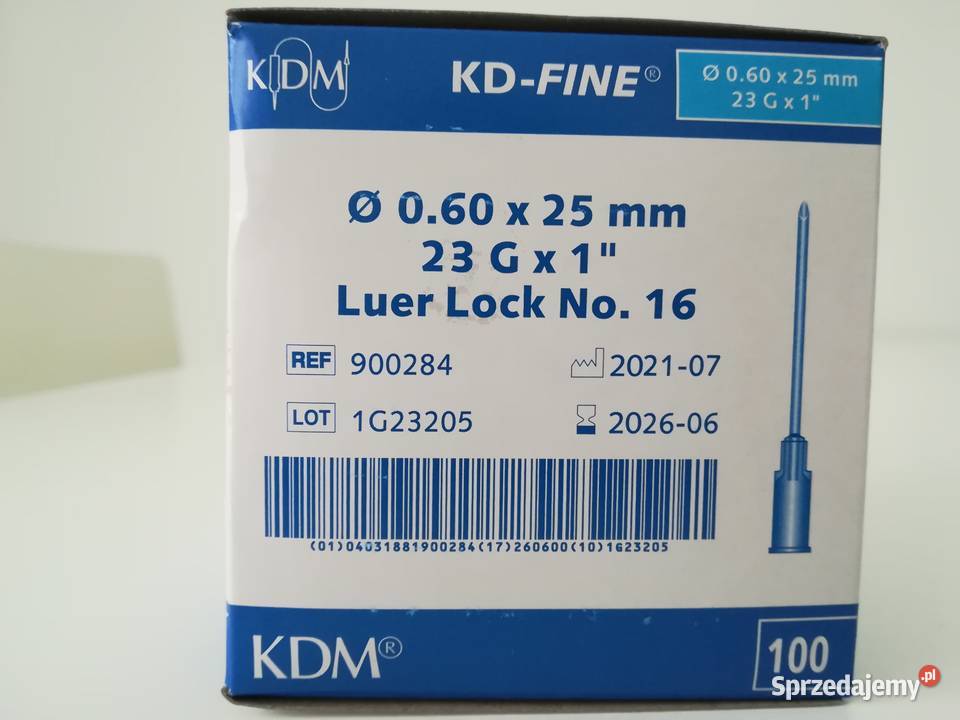 KDM
KD-FINE®
Ø 0.60 x 25 mm
23 G x 1"
Ø 0.60 x 25 mm
23 G x 1"
Luer Lock No. 16
REF 900284
2021-07
LOT 1G23205
2026-06
(01)04031881900284(17)260600(10)1G23205
KDM®
100
Sprzedajemy.pl